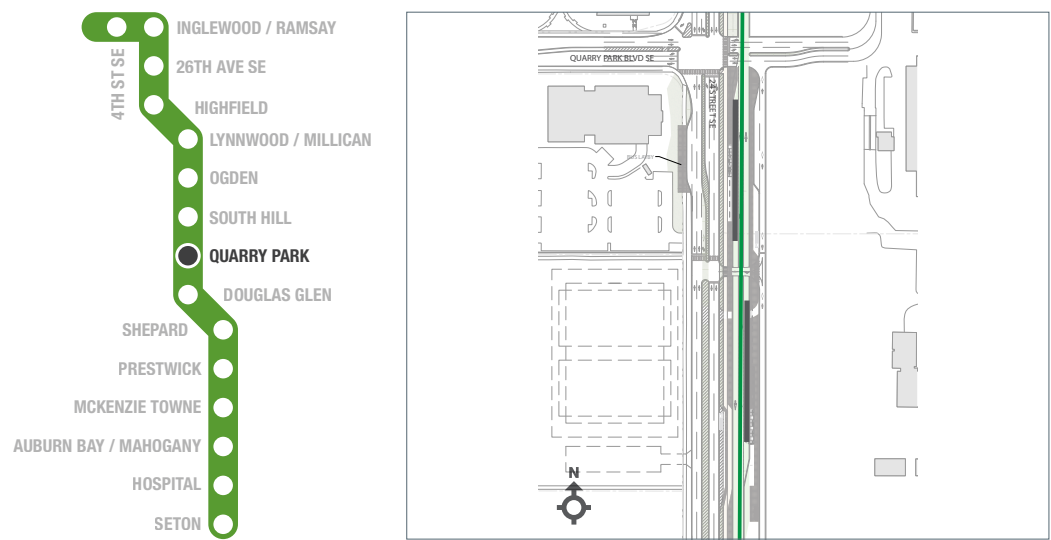 INGLEWOOD / RAMSAY
4TH ST SE
26TH AVE SE
HIGHFIELD
LYNNWOOD / MILLICAN
OGDEN
SOUTH HILL
QUARRY PARK
DOUGLAS GLEN
SHEPARD
PRESTWICK
MCKENZIE TOWNE
AUBURN BAY / MAHOGANY
HOSPITAL
SETON
QUARRY PARK BLVD SE
24 STREET SE
N